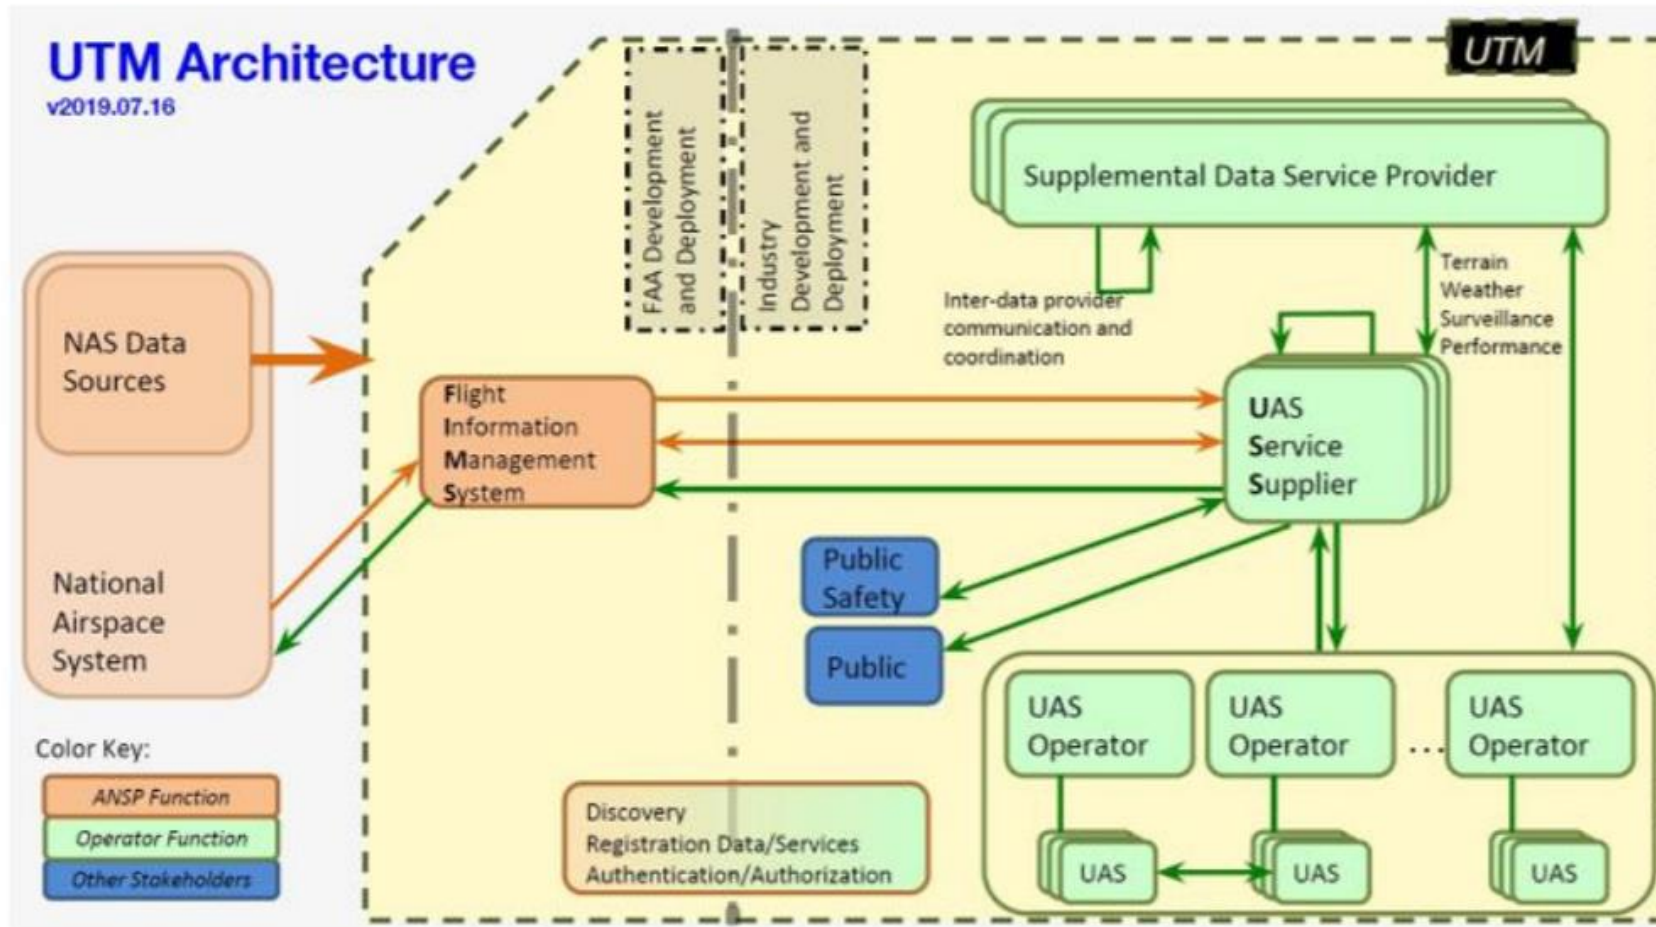 UTM Architecture
v2019.07.16
UTM
FAA Development
and Deployment
Industry
Development and
Deployment
Supplemental Data Service Provider
Inter-data provider
communication and
coordination
Terrain
Weather
Surveillance
Performance
NAS Data
Sources
National
Airspace
System
Flight
Information
Management
System
UAS
Service
Supplier
Public
Safety
Public
UAS
Operator
UAS
Operator
...
UAS
Operator
UAS
UAS
UAS
Discovery
Registration Data/Services
Authentication/Authorization
Color Key:
ANSP Function
Operator Function
Other Stakeholders